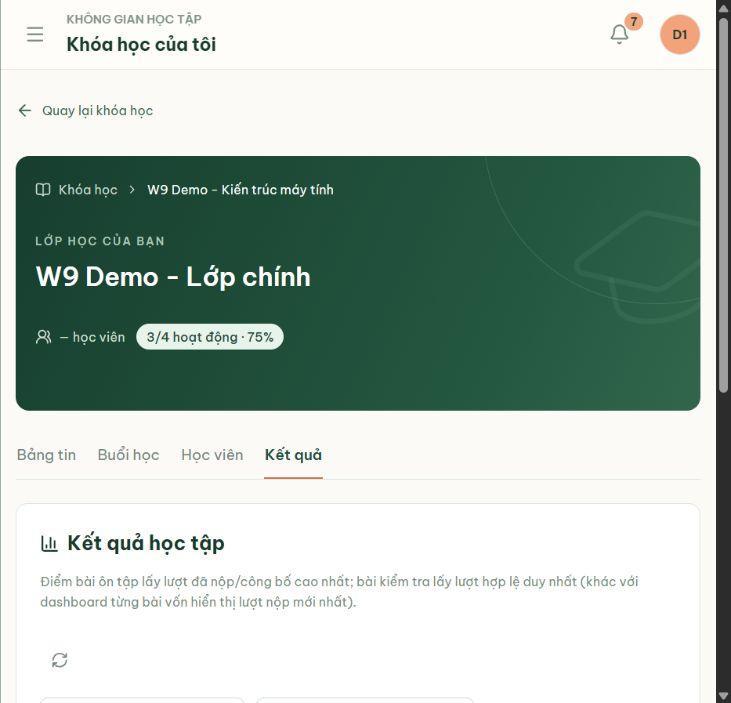 KHÔNG GIAN HỌC TẬP
Khóa học của tôi
7
D1
Quay lại khóa học
Khóa học > W9 Demo - Kiến trúc máy tính
LỚP HỌC CỦA BẠN
W9 Demo - Lớp chính
— học viên 3/4 hoạt động · 75%
Bảng tin Buổi học Học viên Kết quả
Kết quả học tập
Điểm bài ôn tập lấy lượt đã nộp/công bố cao nhất; bài kiểm tra lấy lượt hợp lệ duy nhất (khác với
dashboard từng bài vốn hiển thị lượt nộp mới nhất).